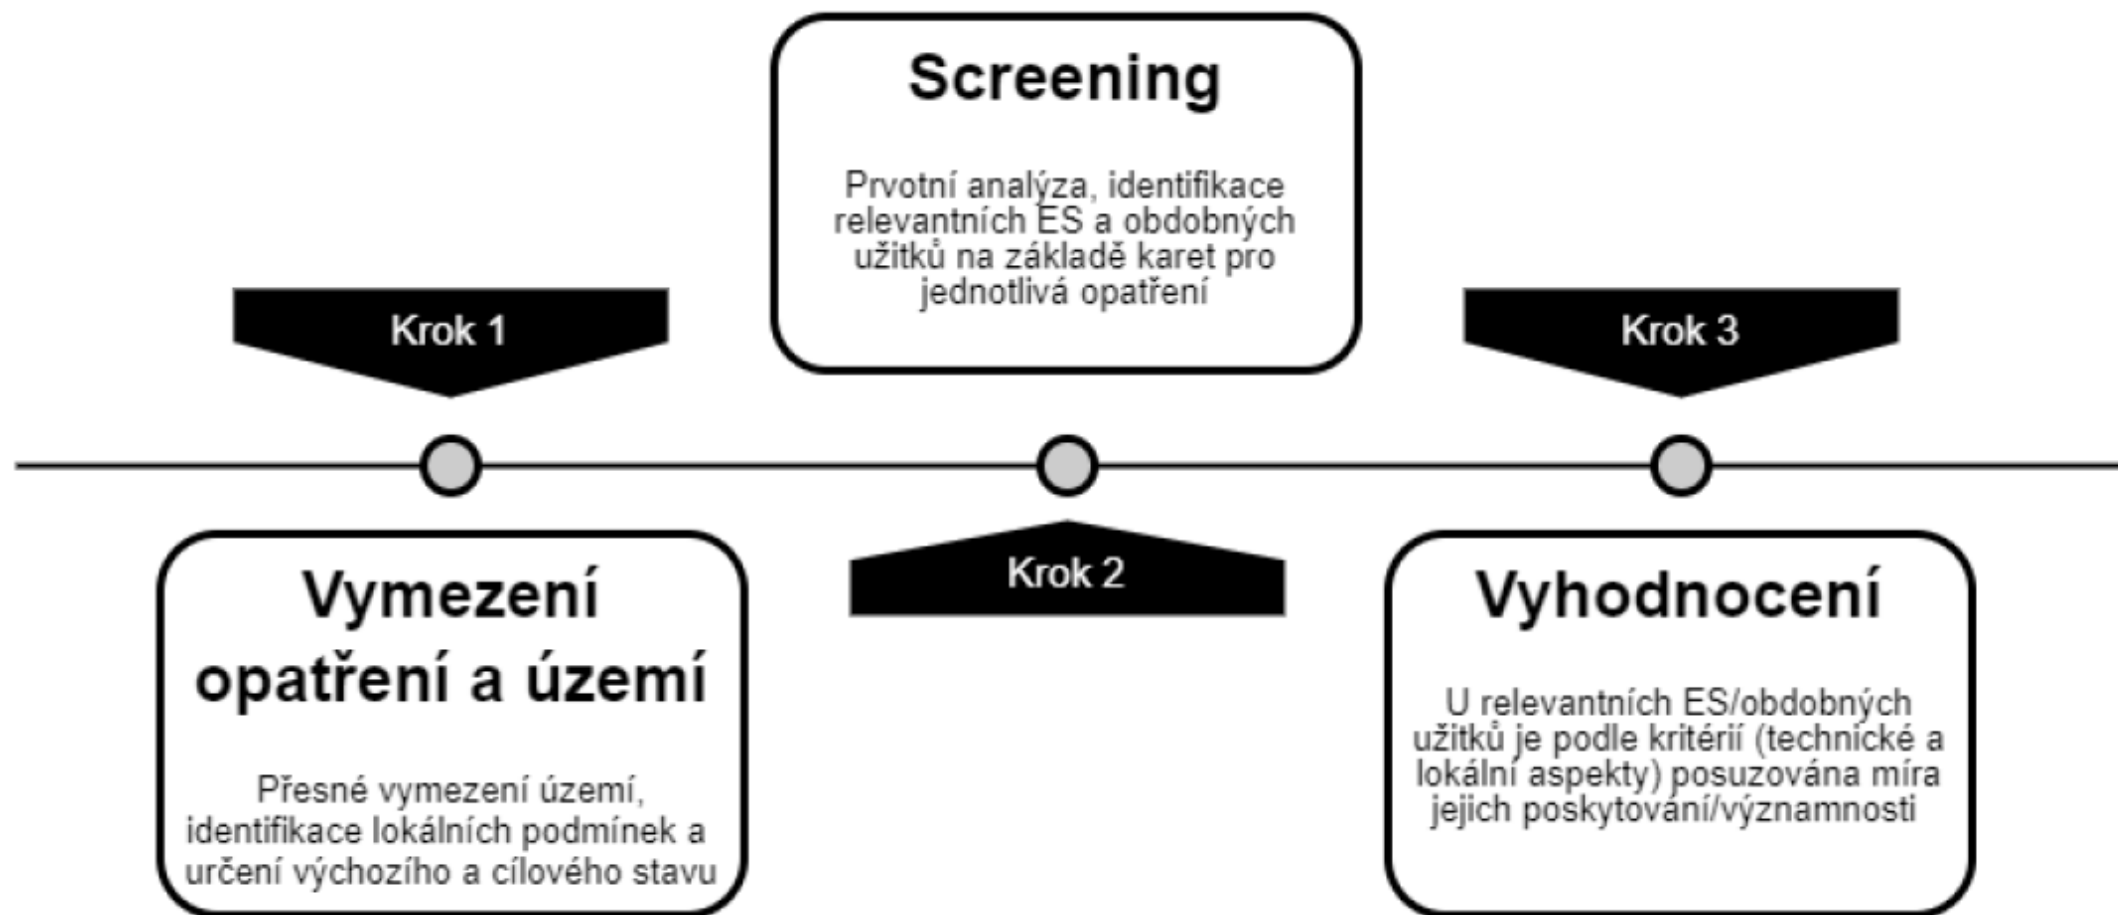 Krok 1
Vymezení
opatření a území
Přesné vymezení území,
identifikace lokálních podmínek a
určení výchozího a cílového stavu
Screening
Prvotní analýza, identifikace
relevantních ES a obdobných
užitků na základě karet pro
jednotlivá opatření
Krok 2
Krok 3
Vyhodnocení
U relevantních ES/obdobných
užitků je podle kritérií (technické a
lokální aspekty) posuzována míra
jejich poskytování/významnosti